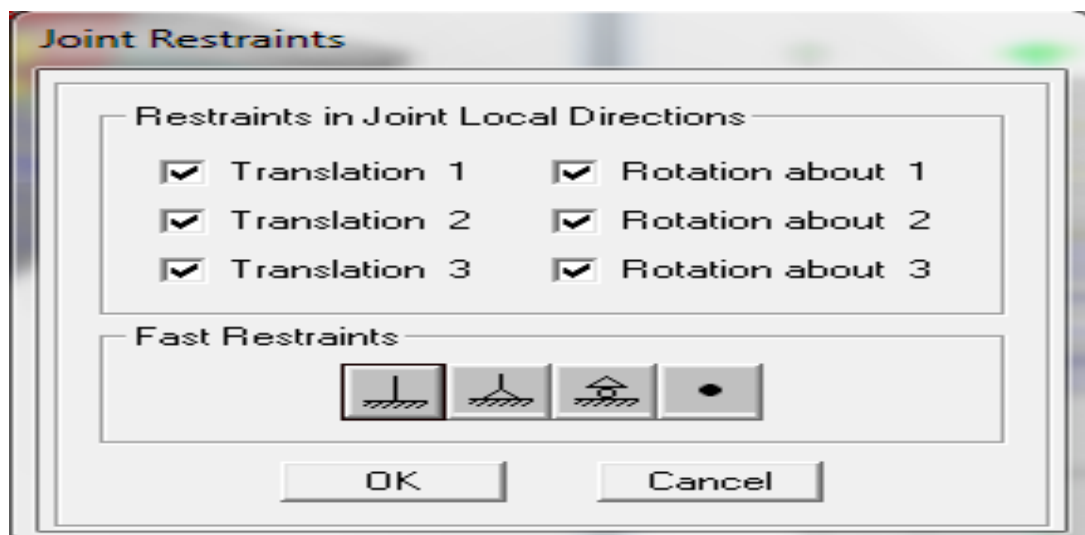 Joint Restraints
Restraints in Joint Local Directions
Translation 1 Rotation about 1
Translation 2 Rotation about 2
Translation 3 Rotation about 3
Fast Restraints
OK Cancel